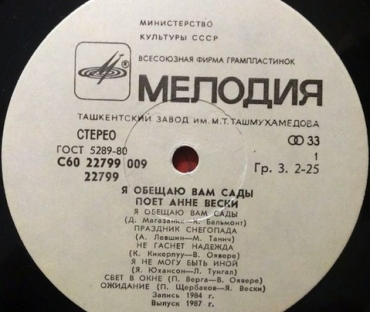 МИНИСТЕРСТВО
КУЛЬТУРЫ СССР
ВСЕСОЮЗНАЯ ФИРМА ГРАМПЛАСТИНОК
МЕЛОДИЯ
ТАШКЕНТСКИЙ ЗАВОД ИМ. М.Т. ТАШМУХАМЕДОВА
СТЕРЕО 33
ГОСТ 5289-80 1
С60 22799 009 Гр. 3. 2-25
22799
Я ОБЕЩАЮ ВАМ САДЫ
ПОЕТ АННЕ ВЕСКИ
Я ОБЕЩАЮ ВАМ САДЫ
(Д. Магазаник — К. Бальмонт)
ПРАЗДНИК СНЕГОПАДА
(А. Левшин — М. Танич)
НЕ ГАСНЕТ НАДЕЖДА
(К. Кикерпуу — В. Оявере)
Я НЕ МОГУ БЫТЬ ИНОЙ
(Я. Юхансон — Л. Тунгал)
СВЕТ В ОКНЕ (П. Верга — В. Оявере)
ОЖИДАНИЕ (П. Щербаков — Я. Вески)
Запись 1984 г.
Выпуск 1987 г.